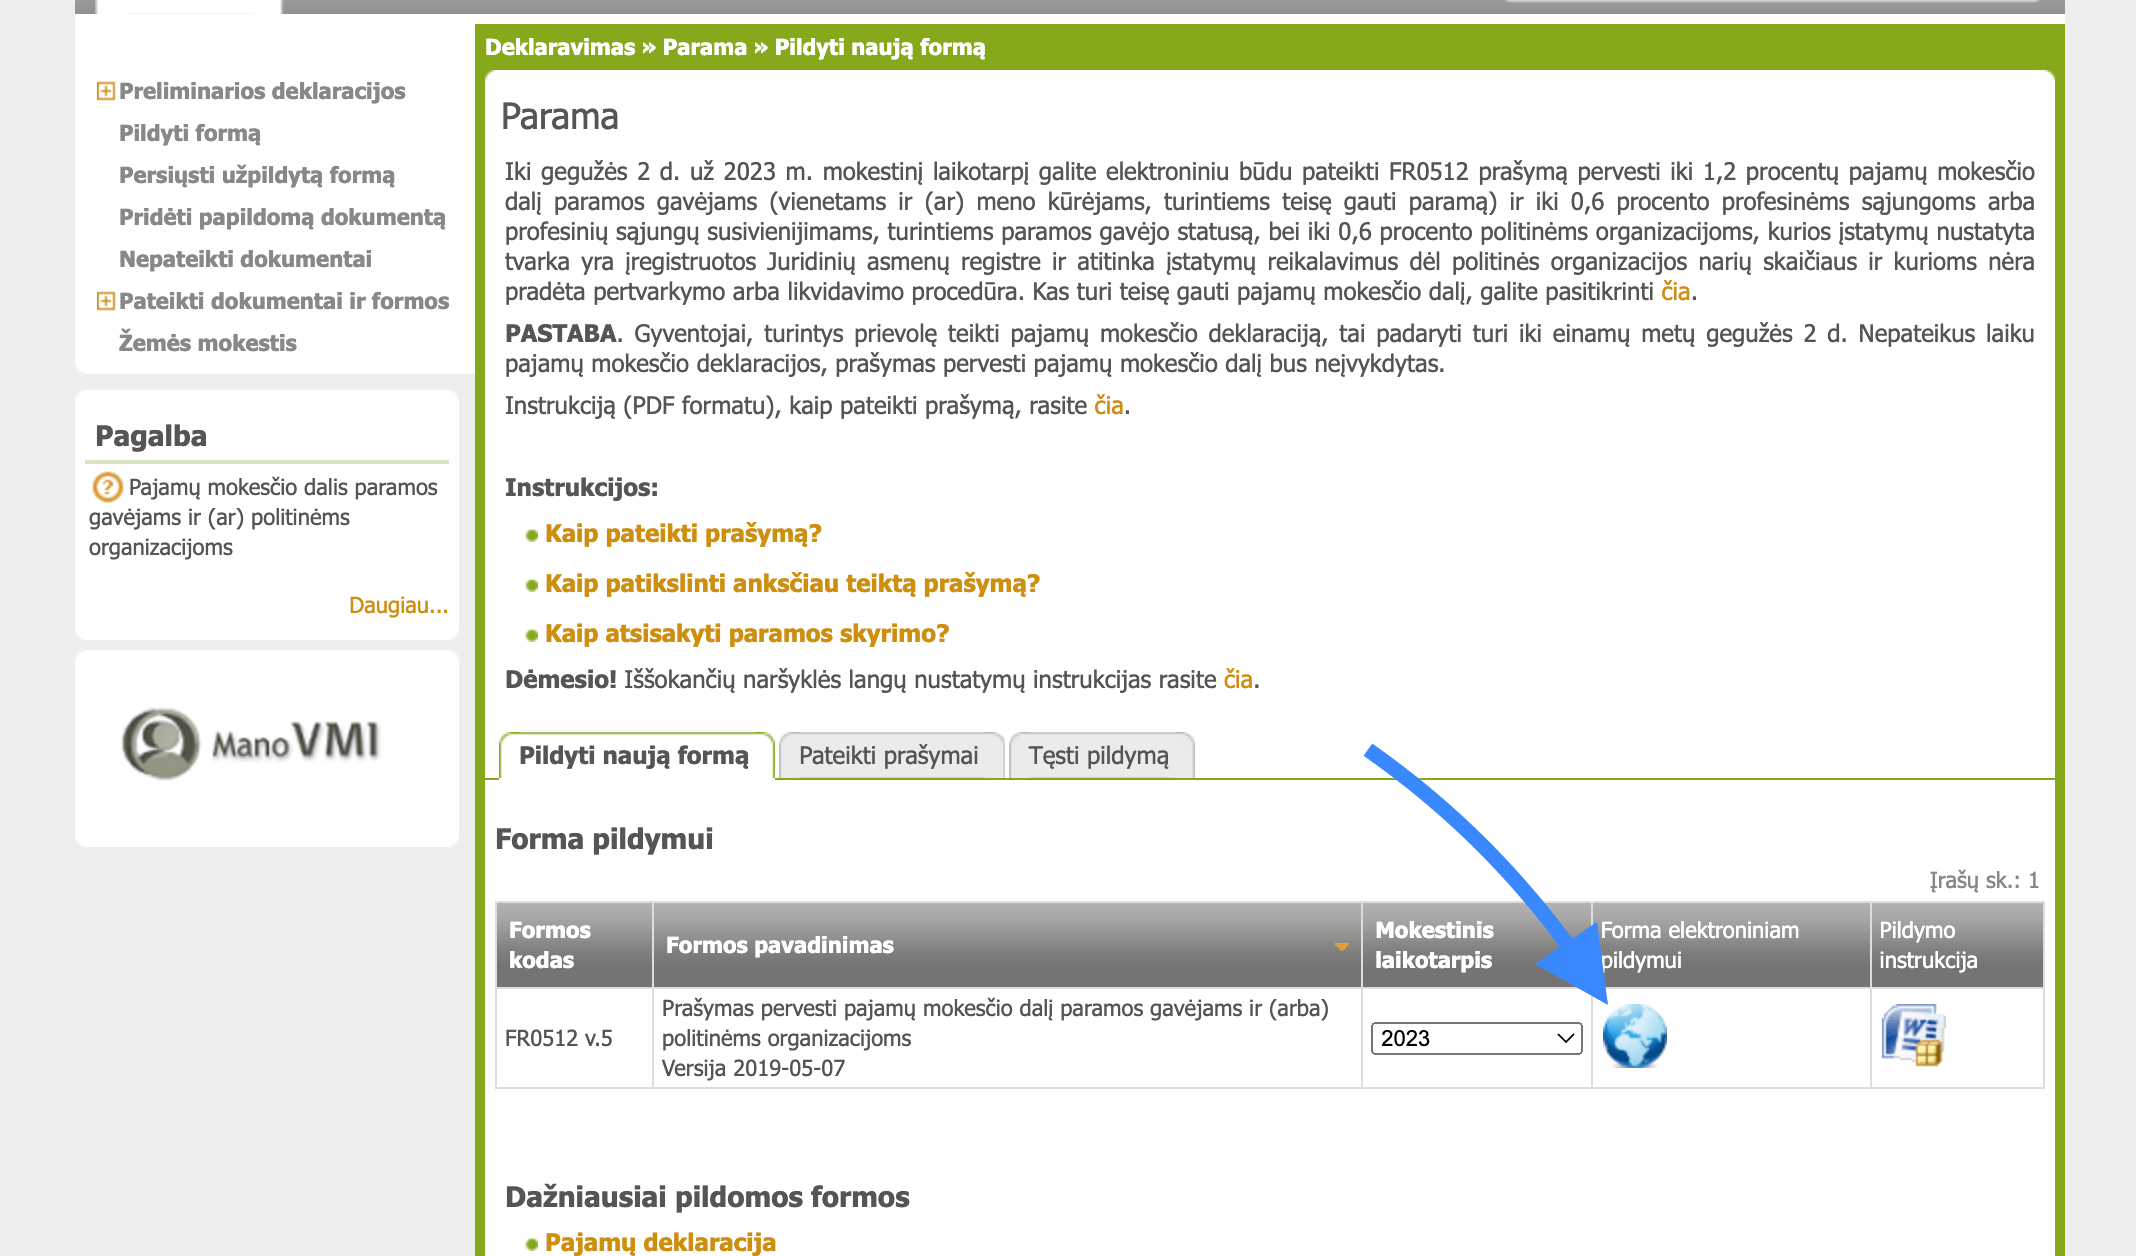 Deklaravimas » Parama » Pildyti naują formą
Preliminarios deklaracijos
Pildyti formą
Persiųsti užpildytą formą
Pridėti papildomą dokumentą
Nepateikti dokumentai
Pateikti dokumentai ir formos
Žemės mokestis
Pagalba
Pajamų mokesčio dalis paramos
gavėjams ir (ar) politinėms
organizacijoms
Daugiau...
Mano VMI
Parama
Iki gegužės 2 d. už 2023 m. mokestinį laikotarpį galite elektroniniu būdu pateikti FR0512 prašymą pervesti iki 1,2 procentų pajamų mokesčio
dalį paramos gavėjams (vienetams ir (ar) meno kūrėjams, turintiems teisę gauti paramą) ir iki 0,6 procento profesinėms sąjungoms arba
profesinių sąjungų susivienijimams, turintiems paramos gavėjo statusą, bei iki 0,6 procento politinėms organizacijoms, kurios įstatymų nustatyta
tvarka yra įregistruotos Juridinių asmenų registre ir atitinka įstatymų reikalavimus dėl politinės organizacijos narių skaičiaus ir kurioms nėra
pradėta pertvarkymo arba likvidavimo procedūra. Kas turi teisę gauti pajamų mokesčio dalį, galite pasitikrinti čia.
PASTABA. Gyventojai, turintys prievolę teikti pajamų mokesčio deklaraciją, tai padaryti turi iki einamų metų gegužės 2 d. Nepateikus laiku
pajamų mokesčio deklaracijos, prašymas pervesti pajamų mokesčio dalį bus neįvykdytas.
Instrukciją (PDF formatu), kaip pateikti prašymą, rasite čia.
Instrukcijos:
Kaip pateikti prašymą?
Kaip patikslinti anksčiau teiktą prašymą?
Kaip atsisakyti paramos skyrimo?
Dėmesio! Iššokančių naršyklės langų nustatymų instrukcijas rasite čia.
Pildyti naują formą Pateikti prašymai Tęsti pildymą
Forma pildymui
Įrašų sk.: 1
Formos kodas
Formos pavadinimas
Mokestinis laikotarpis
Forma elektroniniam pildymui
Pildymo instrukcija
FR0512 v.5
Prašymas pervesti pajamų mokesčio dalį paramos gavėjams ir (arba)
politinėms organizacijoms
Versija 2019-05-07
2023
Dažniausiai pildomos formos
Pajamų deklaracija